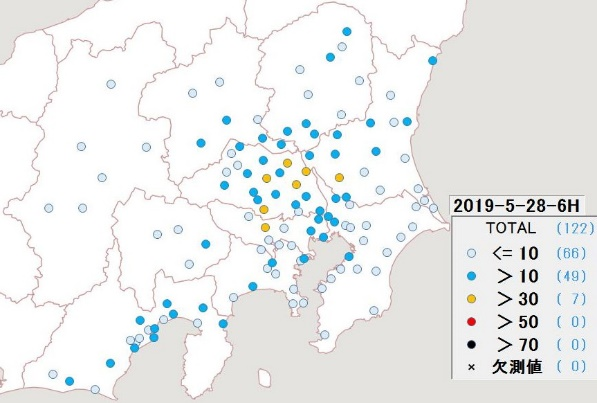 2019-5-28-6H
TOTAL (122)
<= 10 (66)
> 10 (49)
> 30 ( 7)
> 50 ( 0)
> 70 ( 0)
× 欠測値 ( 0)